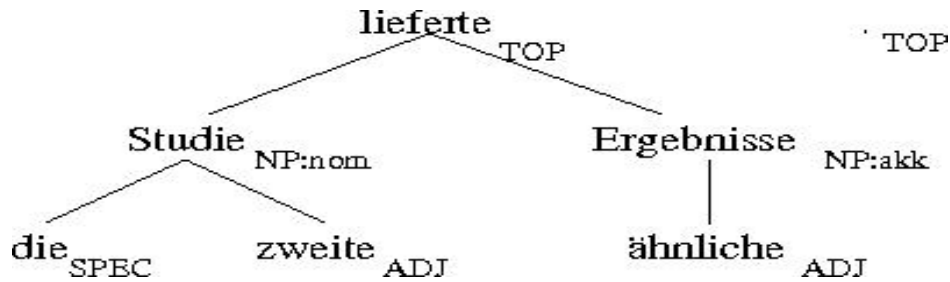 lieferte TOP . TOP
Studie NP:nom Ergebnisse NP:akk
die SPEC zweite ADJ ähnliche ADJ